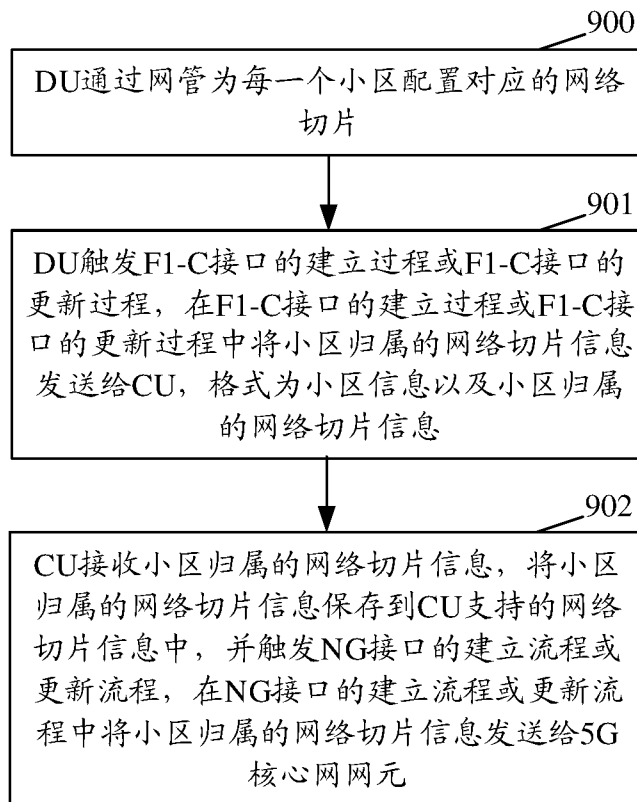 900
DU通过网管为每一个小区配置对应的网络
切片
901
DU触发F1-C接口的建立过程或F1-C接口的
更新过程，在F1-C接口的建立过程或F1-C接
口的更新过程中将小区归属的网络切片信息
发送给CU，格式为小区信息以及小区归属
的网络切片信息
902
CU接收小区归属的网络切片信息，将小区
归属的网络切片信息保存到CU支持的网络
切片信息中，并触发NG接口的建立流程或
更新流程，在NG接口的建立流程或更新流
程中将小区归属的网络切片信息发送给5G
核心网网元